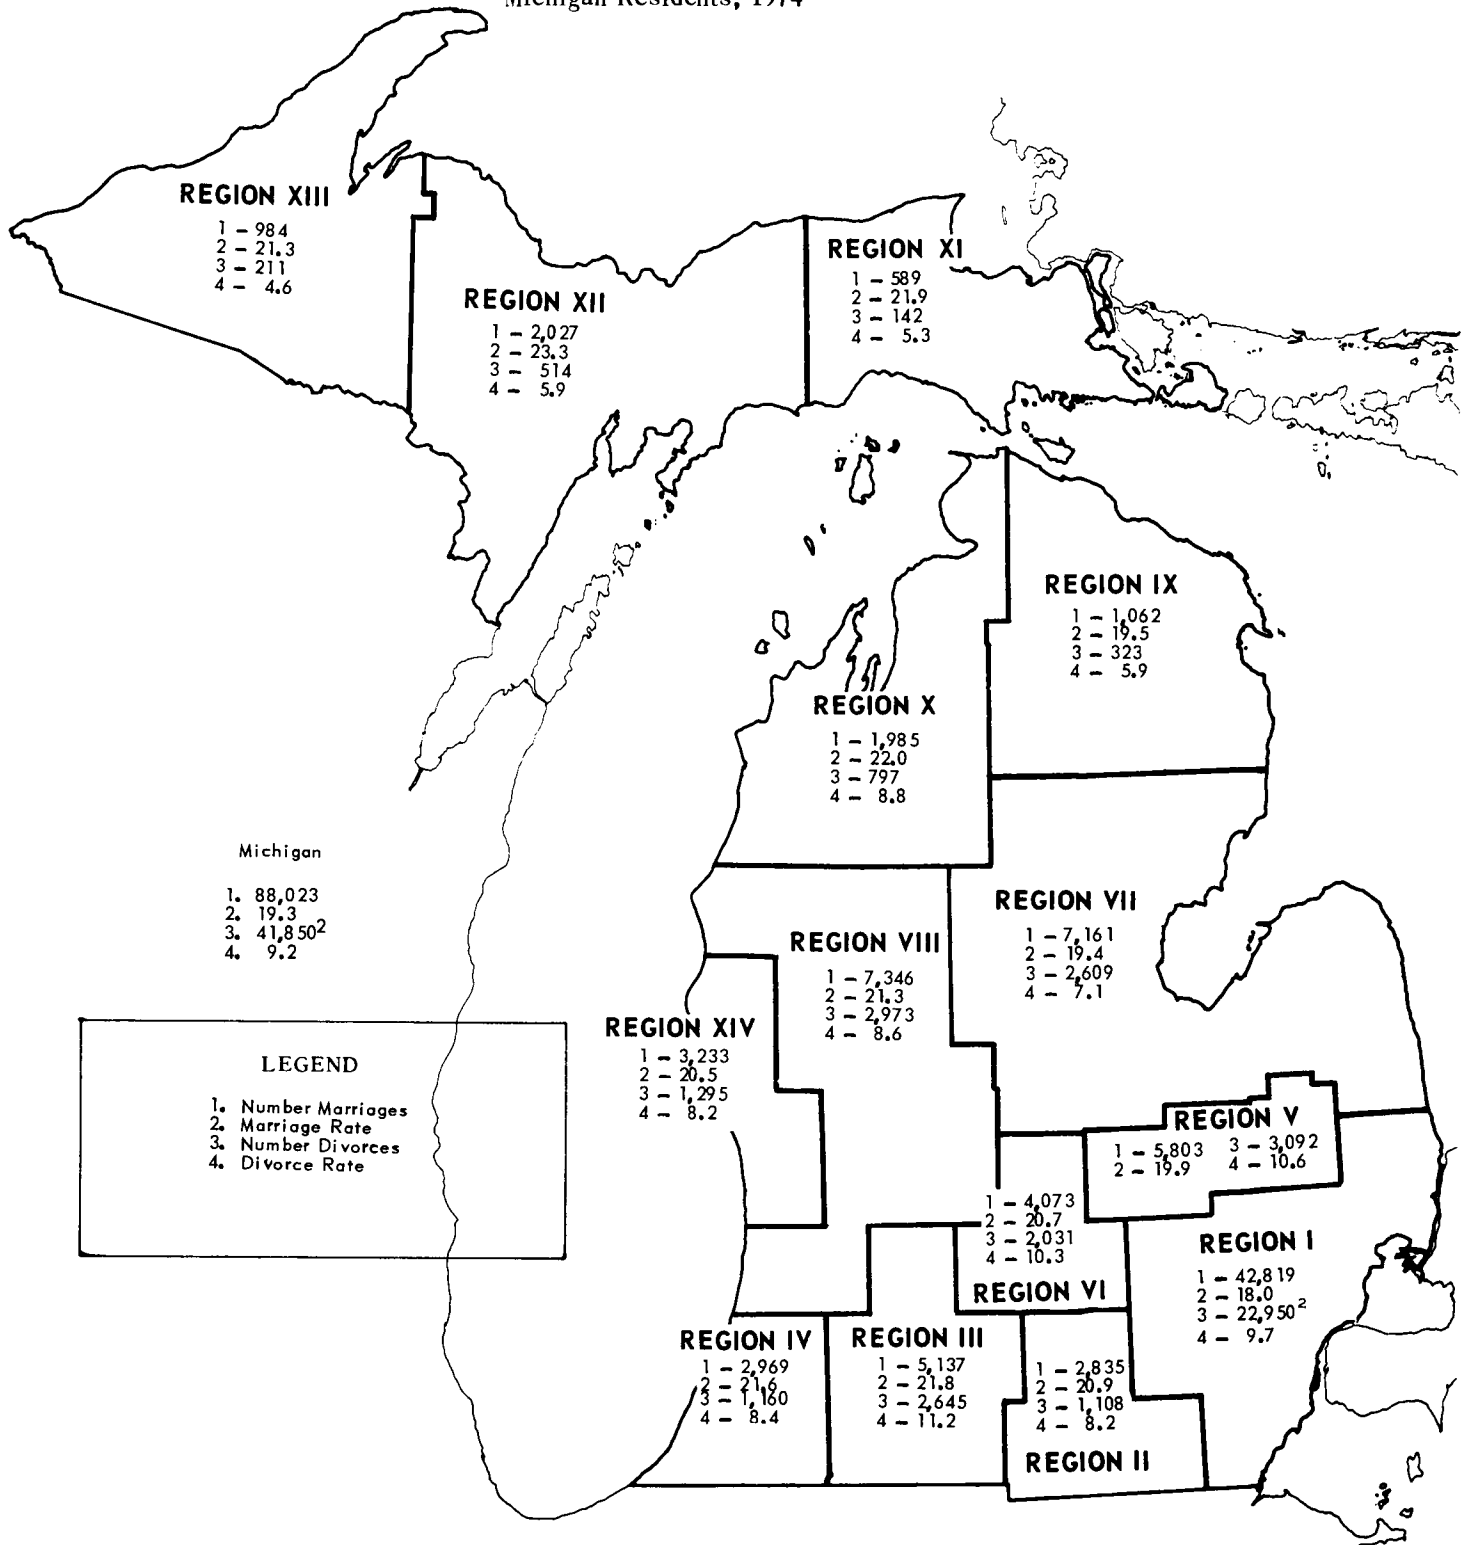 Michigan Residents, 1974
REGION XIII
1 – 984
2 – 21.3
3 – 211
4 – 4.6
REGION XII
1 – 2,027
2 – 23.3
3 – 514
4 – 5.9
REGION XI
1 – 589
2 – 21.9
3 – 142
4 – 5.3
REGION IX
1 – 1,062
2 – 19.5
3 – 323
4 – 5.9
REGION X
1 – 1,985
2 – 22.0
3 – 797
4 – 8.8
Michigan
1. 88,023
2. 19.3
3. 41,850²
4. 9.2
REGION VII
1 – 7,161
2 – 19.4
3 – 2,609
4 – 7.1
REGION VIII
1 – 7,346
2 – 21.3
3 – 2,973
4 – 8.6
REGION XIV
1 – 3,233
2 – 20.5
3 – 1,295
4 – 8.2
LEGEND
1. Number Marriages
2. Marriage Rate
3. Number Divorces
4. Divorce Rate
REGION V
1 – 5,803 3 – 3,092
2 – 19.9 4 – 10.6
1 – 4,073
2 – 20.7
3 – 2,031
4 – 10.3
REGION VI
REGION I
1 – 42,819
2 – 18.0
3 – 22,950²
4 – 9.7
REGION IV
1 – 2,969
2 – 21.6
3 – 1,160
4 – 8.4
REGION III
1 – 5,137
2 – 21.8
3 – 2,645
4 – 11.2
1 – 2,835
2 – 20.9
3 – 1,108
4 – 8.2
REGION II